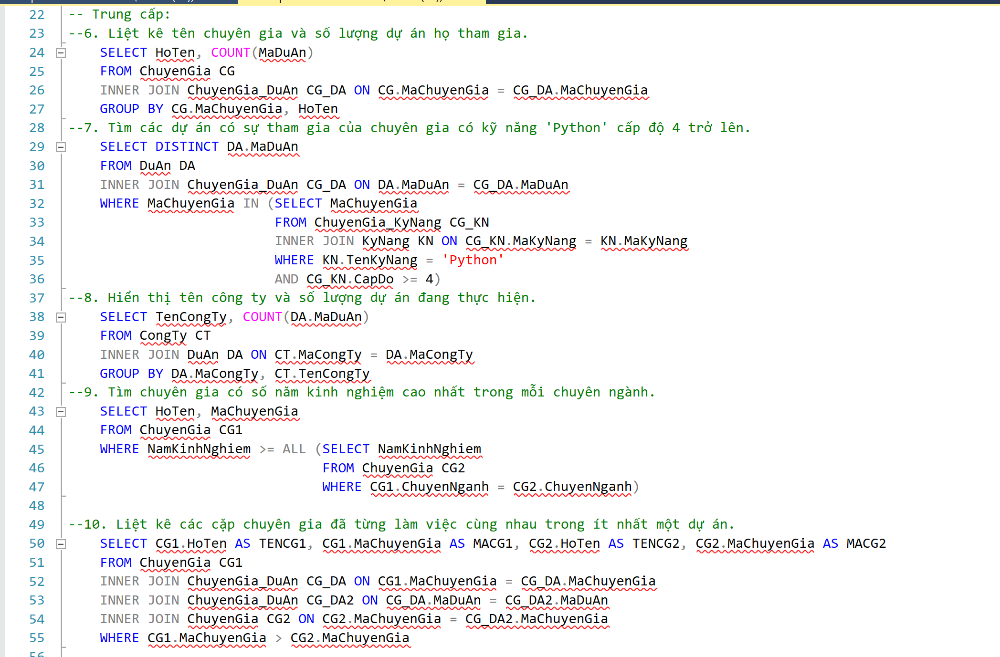 22 -- Trung cấp:
23 --6. Liệt kê tên chuyên gia và số lượng dự án họ tham gia.
24 SELECT HoTen, COUNT(MaDuAn)
25 FROM ChuyenGia CG
26 INNER JOIN ChuyenGia_DuAn CG_DA ON CG.MaChuyenGia = CG_DA.MaChuyenGia
27 GROUP BY CG.MaChuyenGia, HoTen
28 --7. Tìm các dự án có sự tham gia của chuyên gia có kỹ năng 'Python' cấp độ 4 trở lên.
29 SELECT DISTINCT DA.MaDuAn
30 FROM DuAn DA
31 INNER JOIN ChuyenGia_DuAn CG_DA ON DA.MaDuAn = CG_DA.MaDuAn
32 WHERE MaChuyenGia IN (SELECT MaChuyenGia
33 FROM ChuyenGia_KyNang CG_KN
34 INNER JOIN KyNang KN ON CG_KN.MaKyNang = KN.MaKyNang
35 WHERE KN.TenKyNang = 'Python'
36 AND CG_KN.CapDo >= 4)
37 --8. Hiển thị tên công ty và số lượng dự án đang thực hiện.
38 SELECT TenCongTy, COUNT(DA.MaDuAn)
39 FROM CongTy CT
40 INNER JOIN DuAn DA ON CT.MaCongTy = DA.MaCongTy
41 GROUP BY DA.MaCongTy, CT.TenCongTy
42 --9. Tìm chuyên gia có số năm kinh nghiệm cao nhất trong mỗi chuyên ngành.
43 SELECT HoTen, MaChuyenGia
44 FROM ChuyenGia CG1
45 WHERE NamKinhNghiem >= ALL (SELECT NamKinhNghiem
46 FROM ChuyenGia CG2
47 WHERE CG1.ChuyenNganh = CG2.ChuyenNganh)
48
49 --10. Liệt kê các cặp chuyên gia đã từng làm việc cùng nhau trong ít nhất một dự án.
50 SELECT CG1.HoTen AS TENCG1, CG1.MaChuyenGia AS MACG1, CG2.HoTen AS TENCG2, CG2.MaChuyenGia AS MACG2
51 FROM ChuyenGia CG1
52 INNER JOIN ChuyenGia_DuAn CG_DA ON CG1.MaChuyenGia = CG_DA.MaChuyenGia
53 INNER JOIN ChuyenGia_DuAn CG_DA2 ON CG_DA.MaDuAn = CG_DA2.MaDuAn
54 INNER JOIN ChuyenGia CG2 ON CG2.MaChuyenGia = CG_DA2.MaChuyenGia
55 WHERE CG1.MaChuyenGia > CG2.MaChuyenGia
56